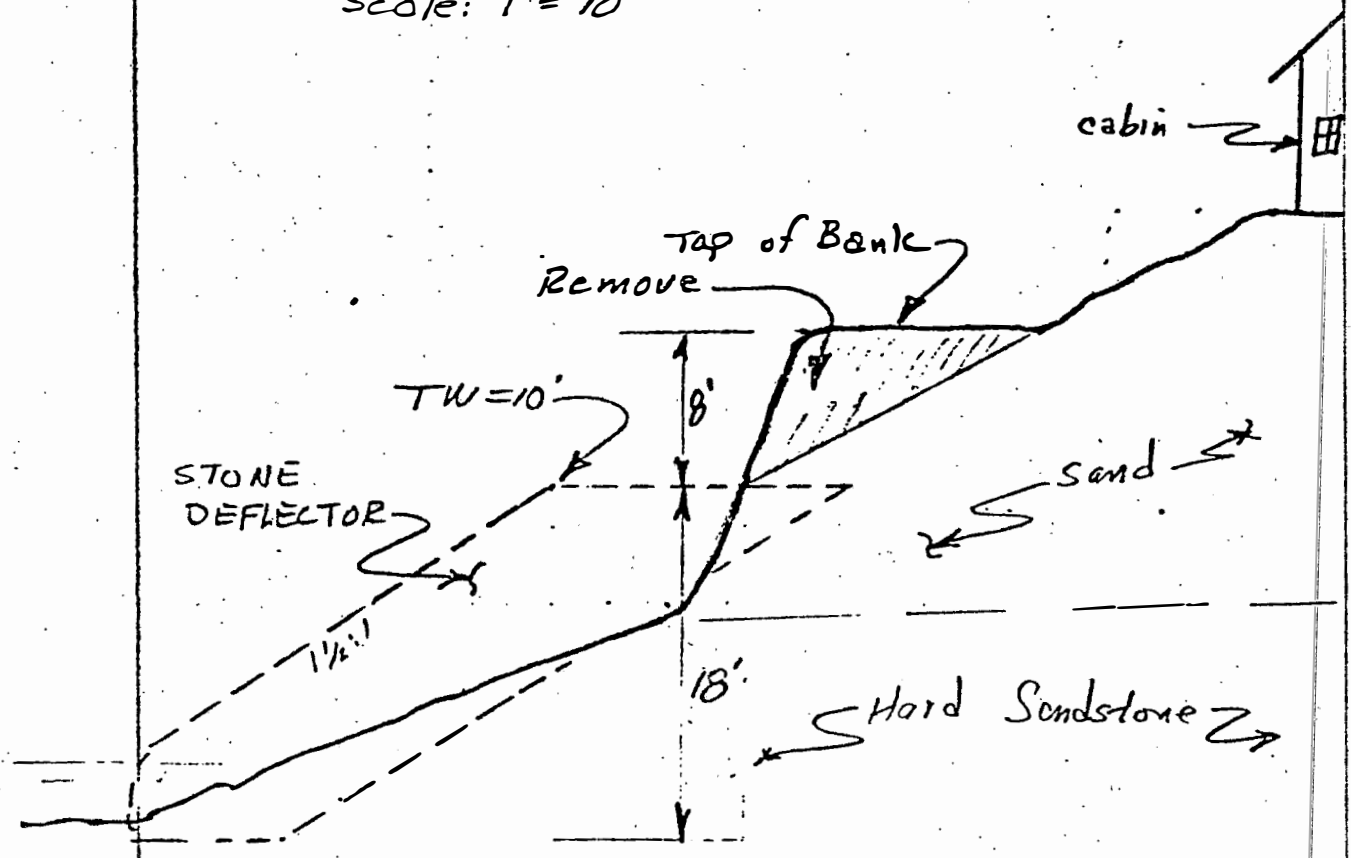 Scale: 1" = 10'
cabin
Top of Bank
Remove
8'
TW=10'
STONE
DEFLECTOR
Sand
1½:1
18'
Hard Sandstone